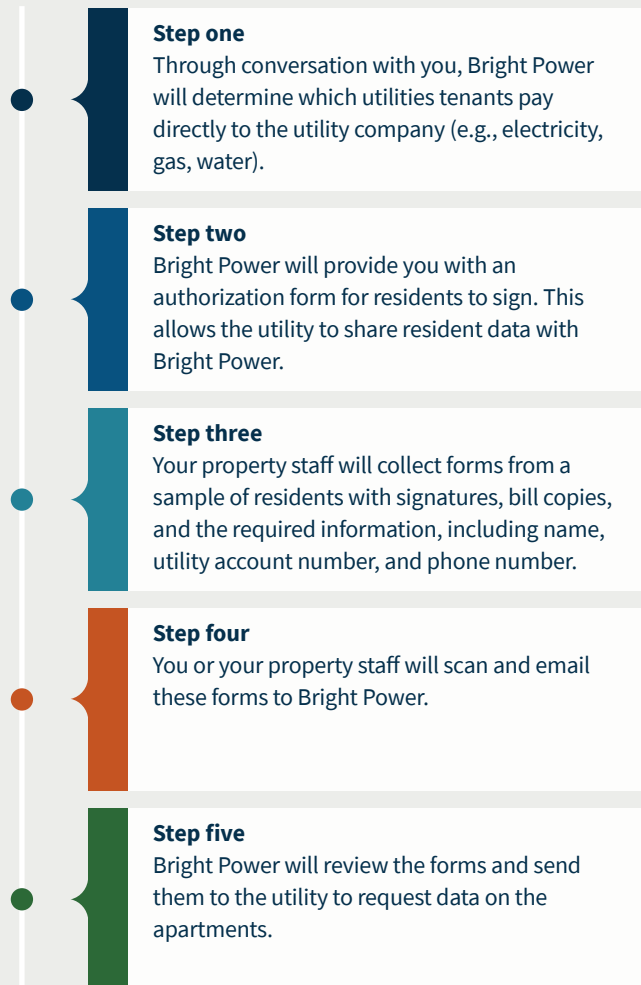 Step one
Through conversation with you, Bright Power
will determine which utilities tenants pay
directly to the utility company (e.g., electricity,
gas, water).
Step two
Bright Power will provide you with an
authorization form for residents to sign. This
allows the utility to share resident data with
Bright Power.
Step three
Your property staff will collect forms from a
sample of residents with signatures, bill copies,
and the required information, including name,
utility account number, and phone number.
Step four
You or your property staff will scan and email
these forms to Bright Power.
Step five
Bright Power will review the forms and send
them to the utility to request data on the
apartments.